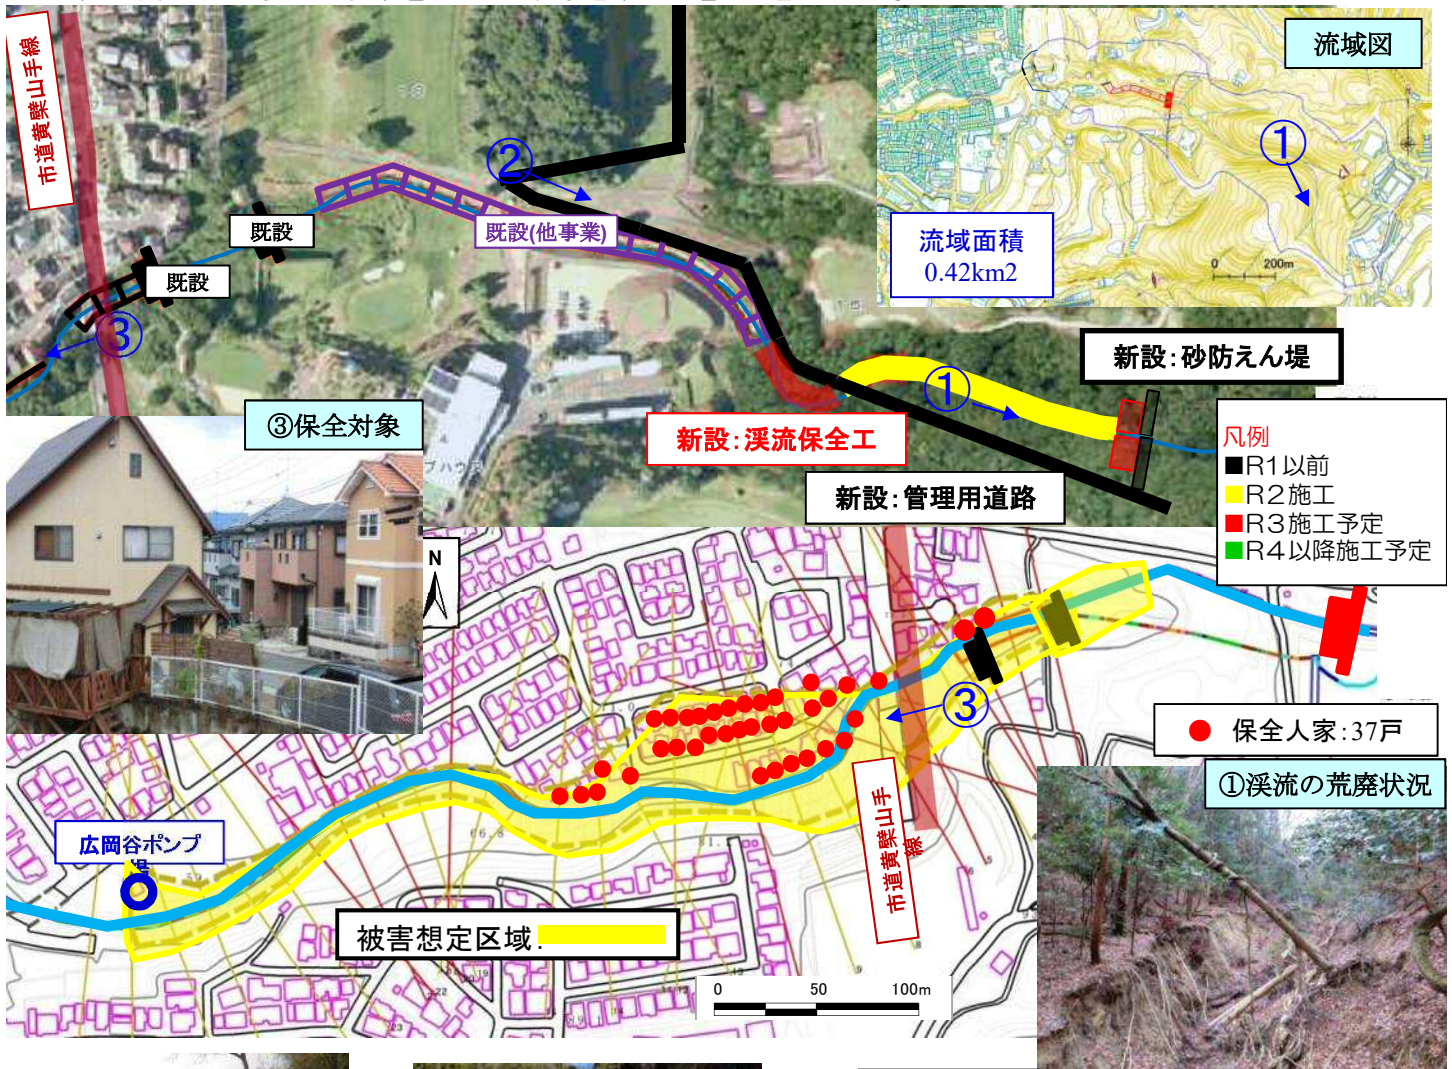 市道黄檗山手線
流域図
②
①
既設
既設(他事業)
流域面積
0.42km2
0 200m
既設
③
新設:砂防えん堤
①
③保全対象
新設:渓流保全工
凡例
■R1以前
■R2施工
■R3施工予定
■R4以降施工予定
新設:管理用道路
N
③
保全人家:37戸
①渓流の荒廃状況
広岡谷ポンプ
場
市道黄檗山手
線
66.8
被害想定区域:
0 50 100m